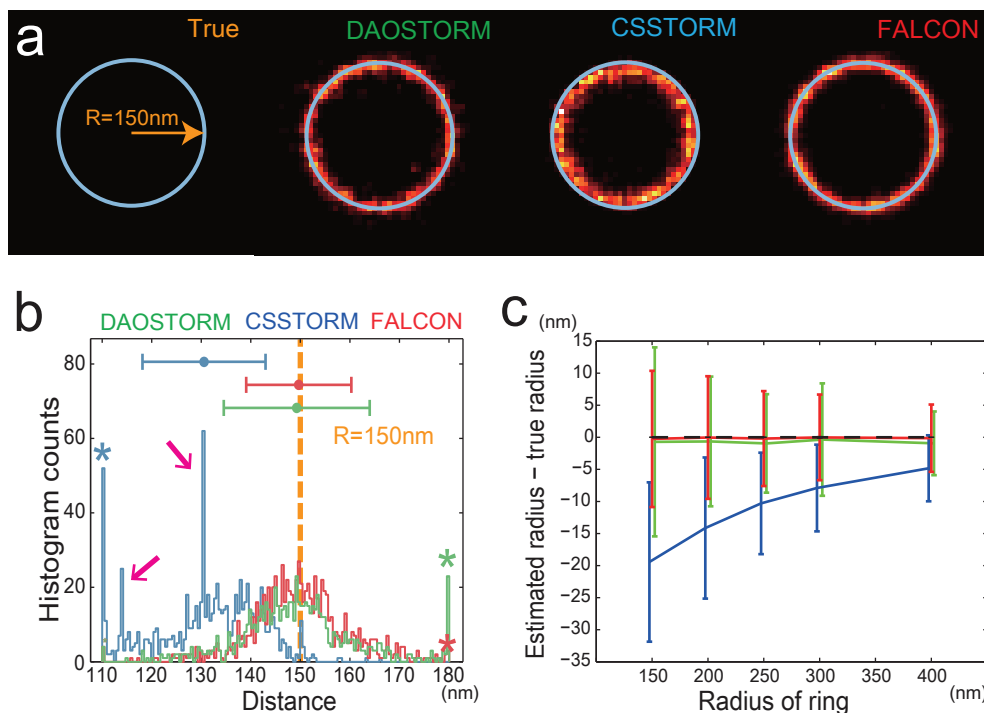 a
True
DAOSTORM
CSSTORM
FALCON
R=150nm
b
DAOSTORM CSSTORM FALCON
80
60
40
20
0
Histogram counts
R=150nm
* * *
110 120 130 140 150 160 170 180 (nm)
Distance
c (nm)
15
10
5
0
−5
−10
−15
−20
−25
−30
−35
Estimated radius − true radius
150 200 250 300 350 400 (nm)
Radius of ring